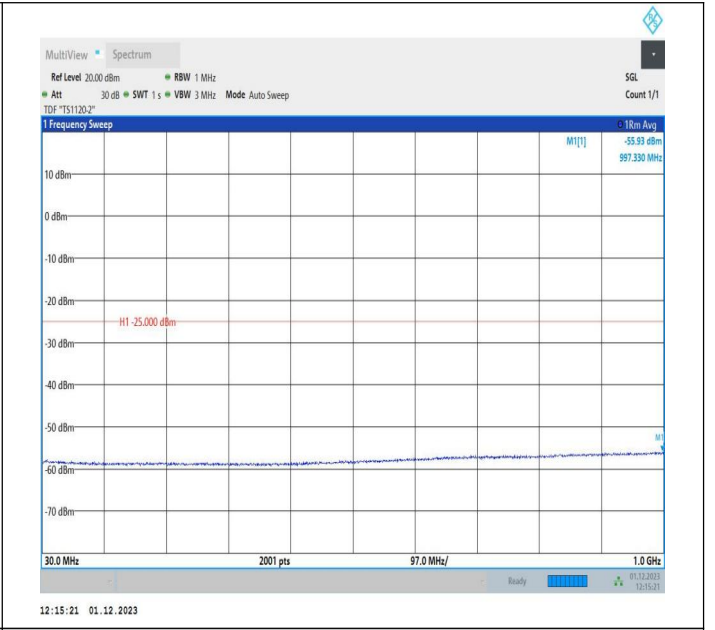 R S
MultiView Spectrum
Ref Level 20.00 dBm RBW 1 MHz SGL
Att 30 dB SWT 1 s VBW 3 MHz Mode Auto Sweep Count 1/1
TDF "TS1120-2"
1 Frequency Sweep 1Rm Avg
M1[1] -55.93 dBm
997.330 MHz
10 dBm
0 dBm
-10 dBm
-20 dBm
H1 -25.000 dBm
-30 dBm
-40 dBm
-50 dBm
M1
-60 dBm
-70 dBm
30.0 MHz 2001 pts 97.0 MHz/ 1.0 GHz
Ready 01.12.2023
12:15:21
12:15:21 01.12.2023